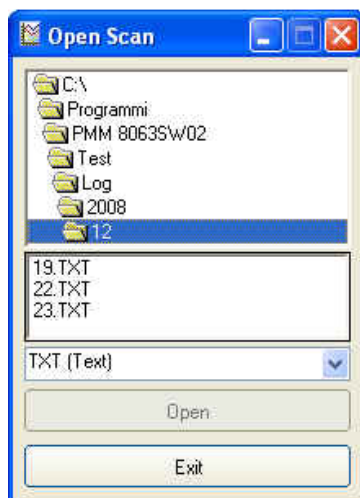 Open Scan
C:\
Programmi
PMM 8063SW02
Test
Log
2008
12
19.TXT
22.TXT
23.TXT
TXT (Text)
Open
Exit